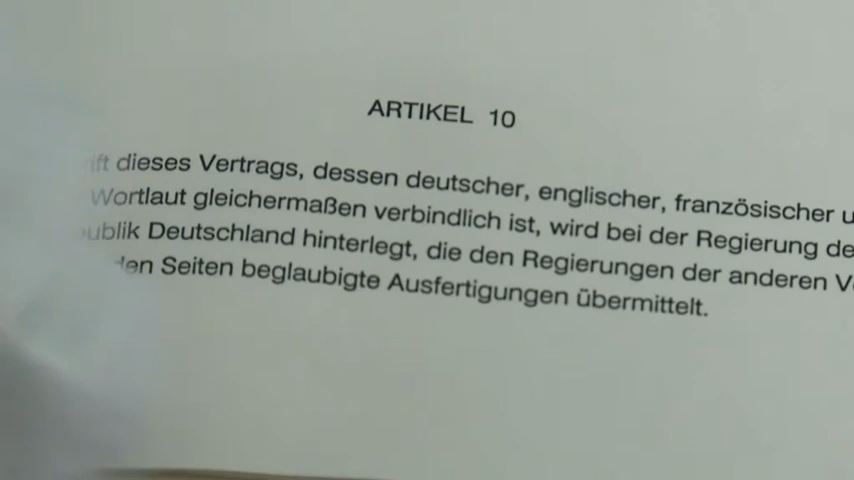 ARTIKEL 10
dieses Vertrags, dessen deutscher, englischer, französischer
Wortlaut gleichermaßen verbindlich ist, wird bei der Regierung
Deutschland hinterlegt, die den Regierungen der anderen
Seiten beglaubigte Ausfertigungen übermittelt.